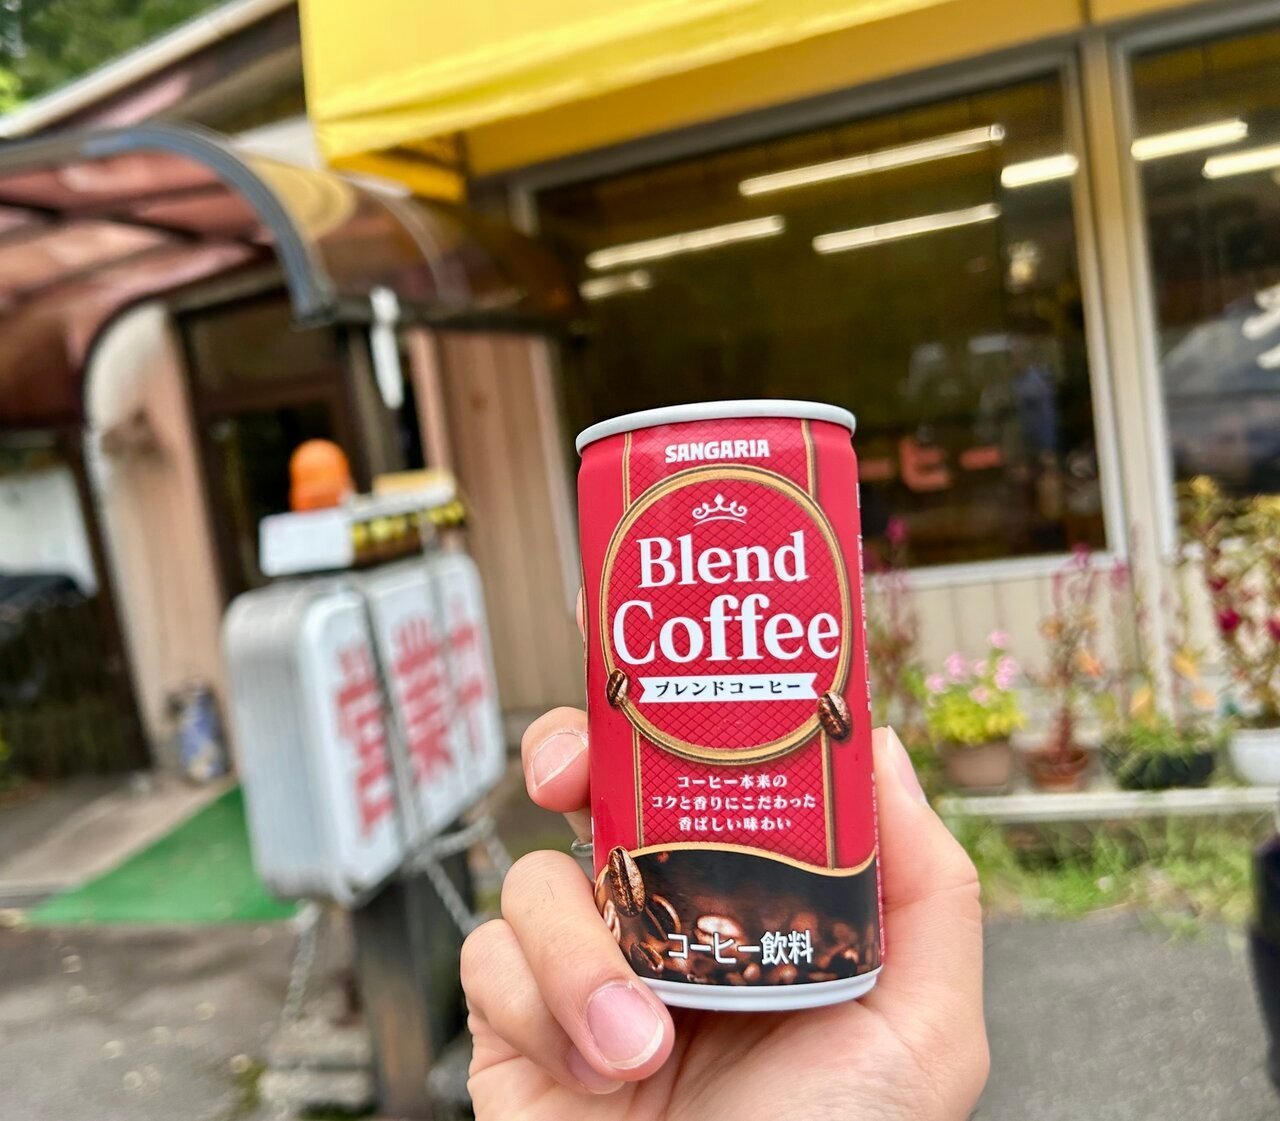 SANGARIA
Blend
Coffee
ブレンドコーヒー
コーヒー本来の
コクと香りにこだわった
香ばしい味わい
コーヒー飲料